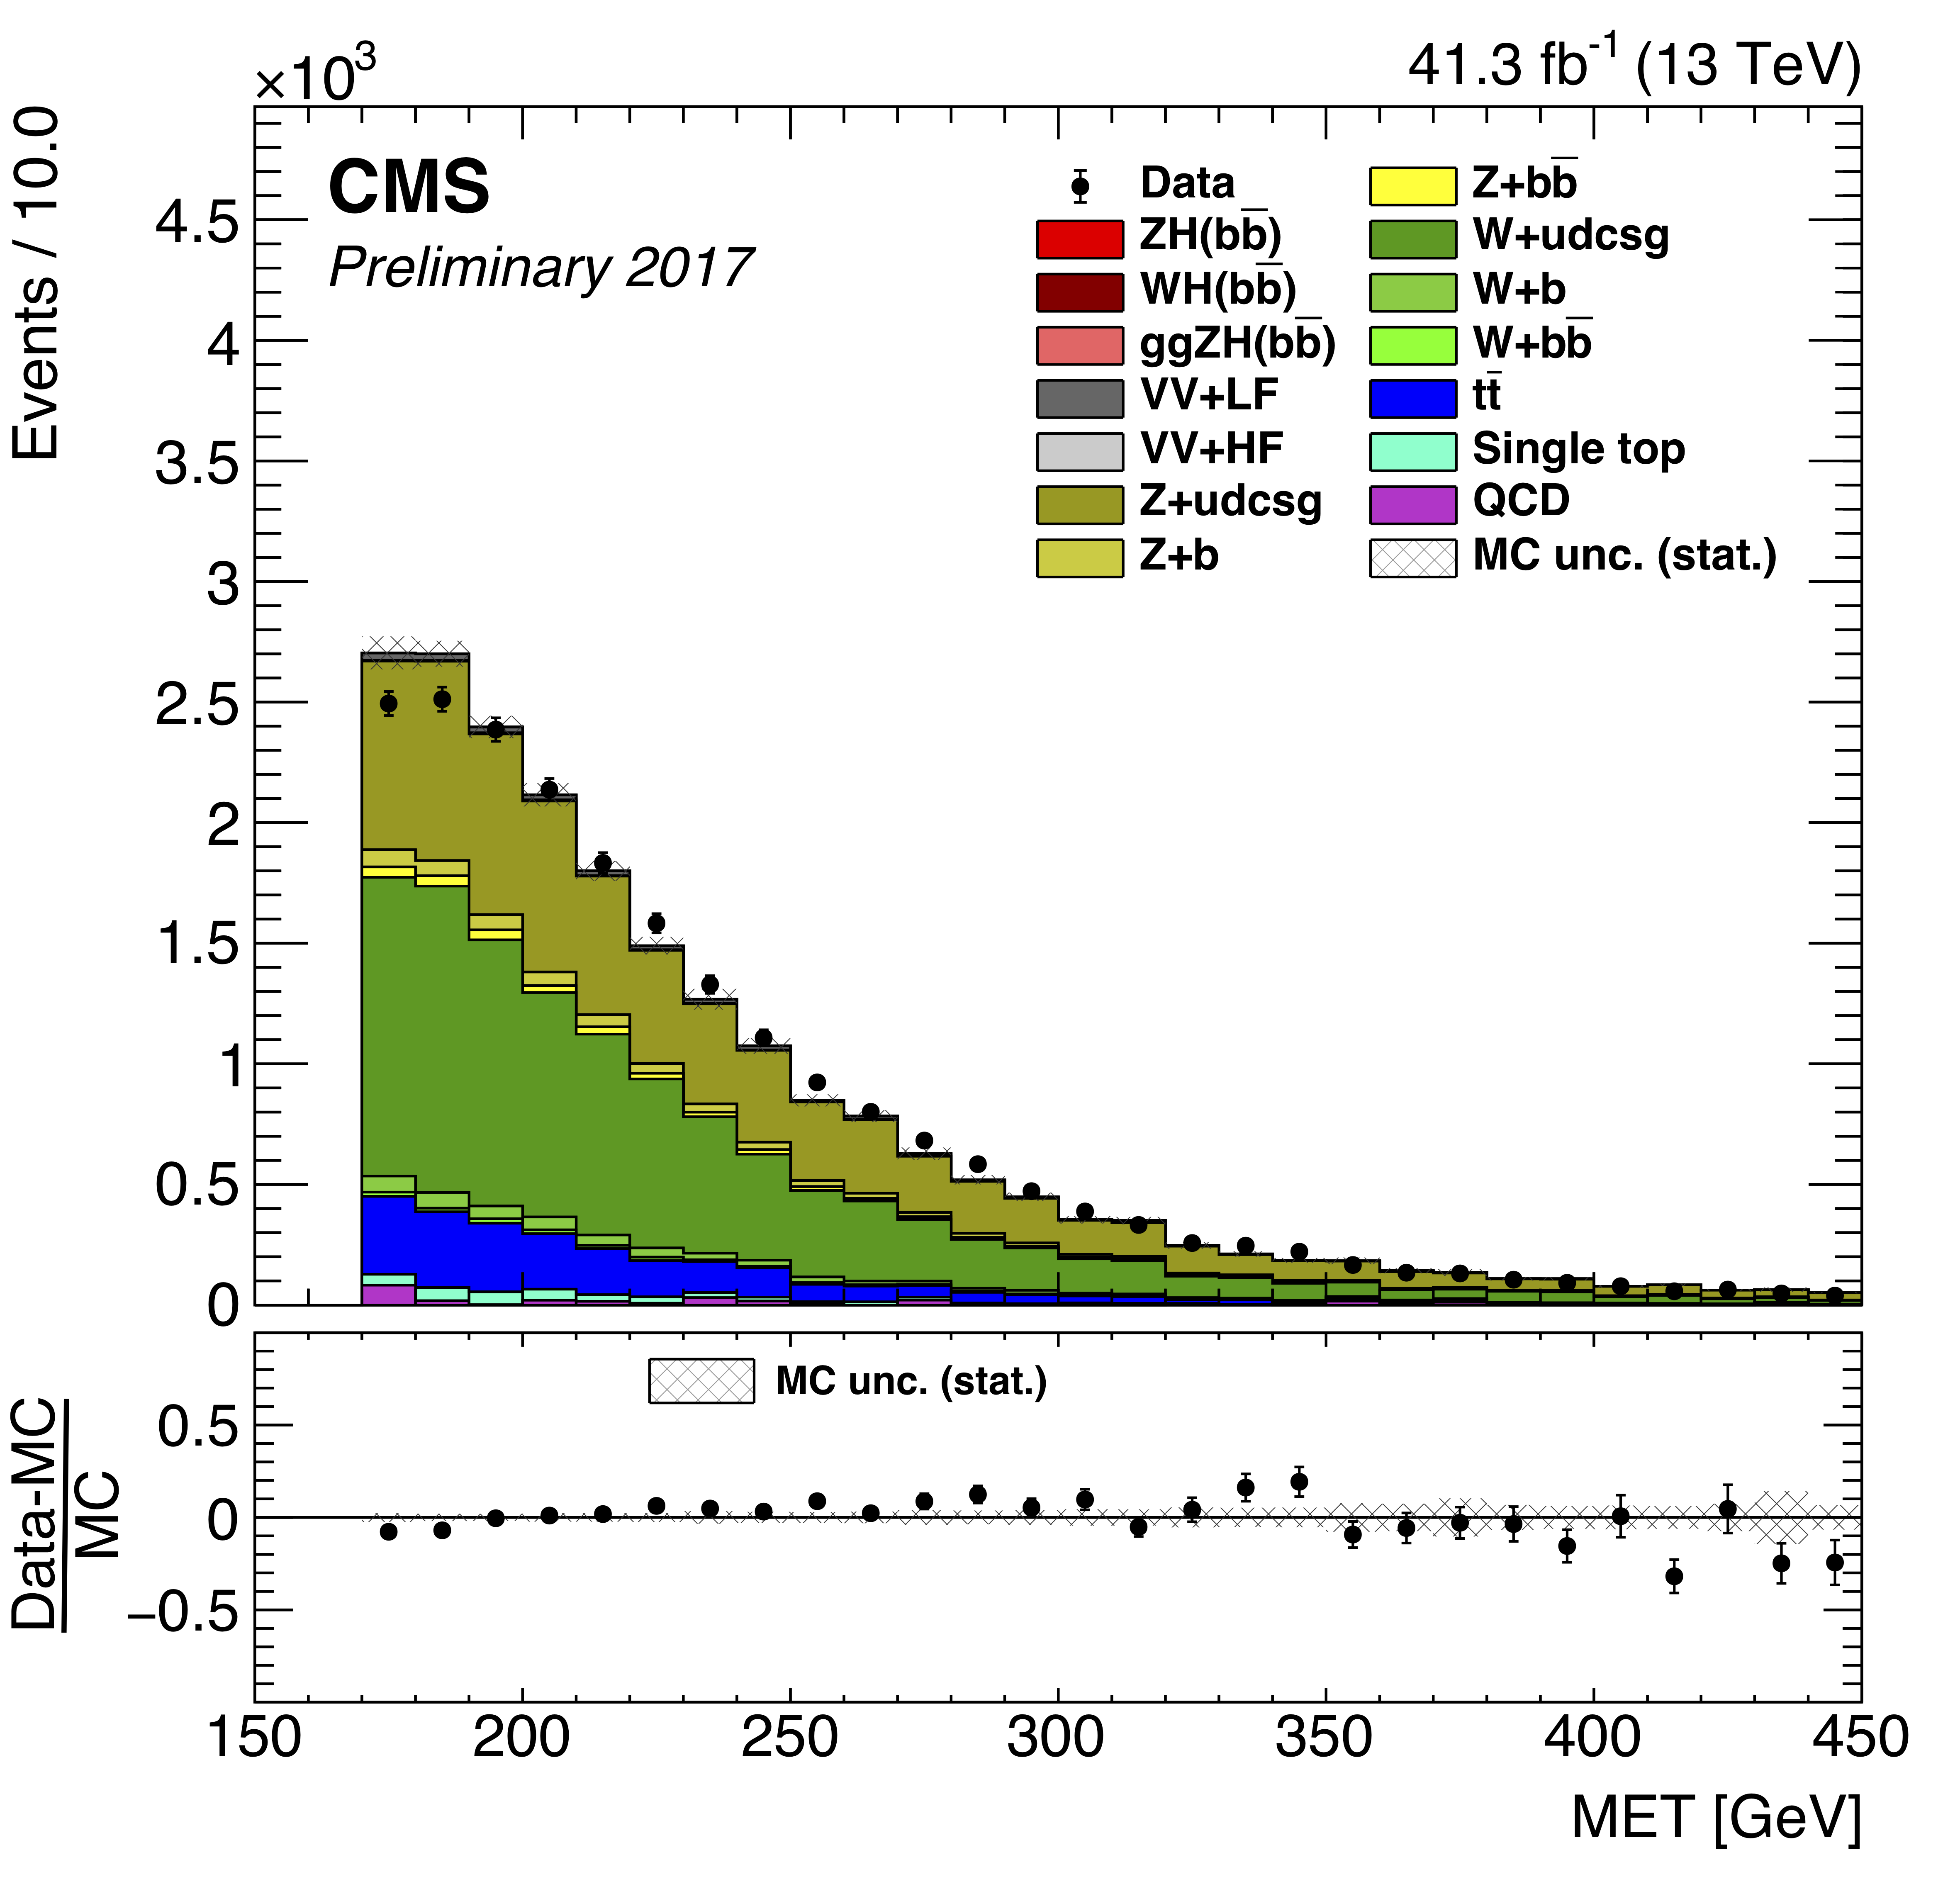 ×10³
41.3 fb⁻¹ (13 TeV)
Events / 10.0
CMS
Preliminary 2017
Data
ZH(bb̅)
WH(bb̅)
ggZH(bb̅)
VV+LF
VV+HF
Z+udcsg
Z+b
Z+bb̅
W+udcsg
W+b
W+bb̅
tt̅
Single top
QCD
MC unc. (stat.)
4.5
4
3.5
3
2.5
2
1.5
1
0.5
0
MC unc. (stat.)
Data-MC
MC
0.5
0
−0.5
150 200 250 300 350 400 450
MET [GeV]